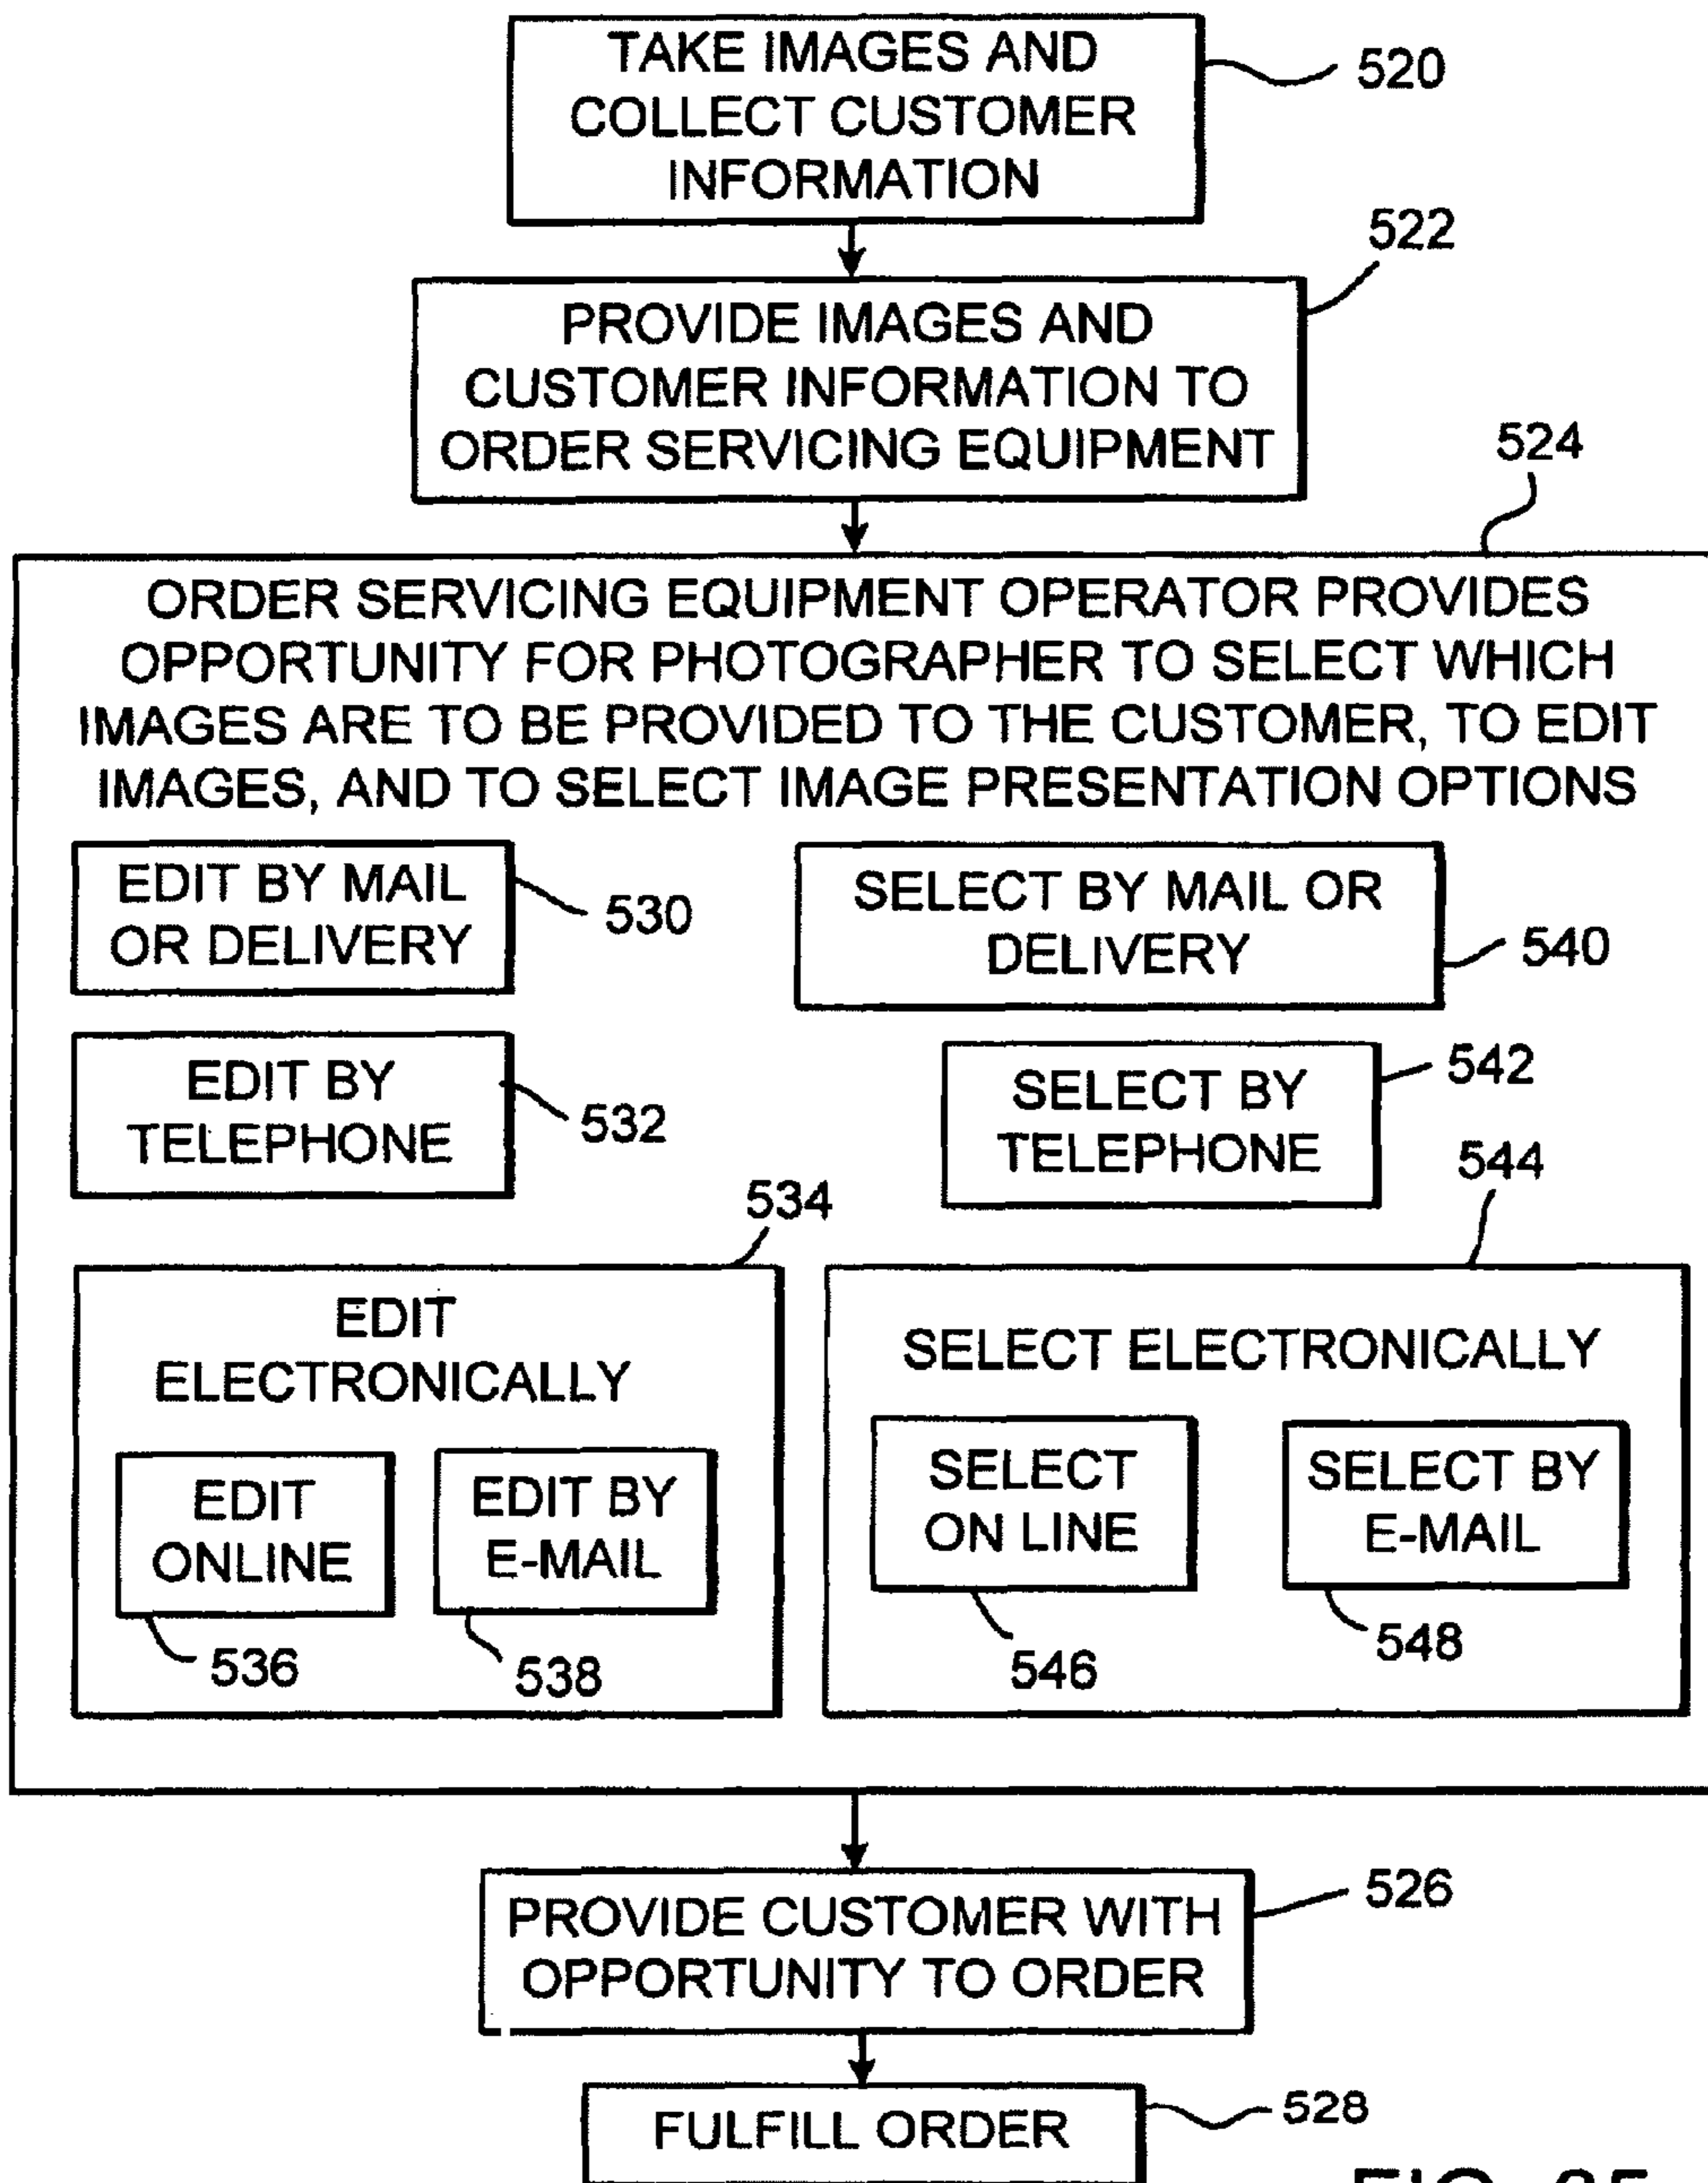 TAKE IMAGES AND
COLLECT CUSTOMER
INFORMATION
520
522
PROVIDE IMAGES AND
CUSTOMER INFORMATION TO
ORDER SERVICING EQUIPMENT
524
ORDER SERVICING EQUIPMENT OPERATOR PROVIDES
OPPORTUNITY FOR PHOTOGRAPHER TO SELECT WHICH
IMAGES ARE TO BE PROVIDED TO THE CUSTOMER, TO EDIT
IMAGES, AND TO SELECT IMAGE PRESENTATION OPTIONS
EDIT BY MAIL
OR DELIVERY
530
SELECT BY MAIL OR
DELIVERY
540
EDIT BY
TELEPHONE
532
SELECT BY
TELEPHONE
542
534
EDIT
ELECTRONICALLY
EDIT
ONLINE
536
EDIT BY
E-MAIL
538
544
SELECT ELECTRONICALLY
SELECT
ON LINE
546
SELECT BY
E-MAIL
548
PROVIDE CUSTOMER WITH
OPPORTUNITY TO ORDER
526
FULFILL ORDER
528